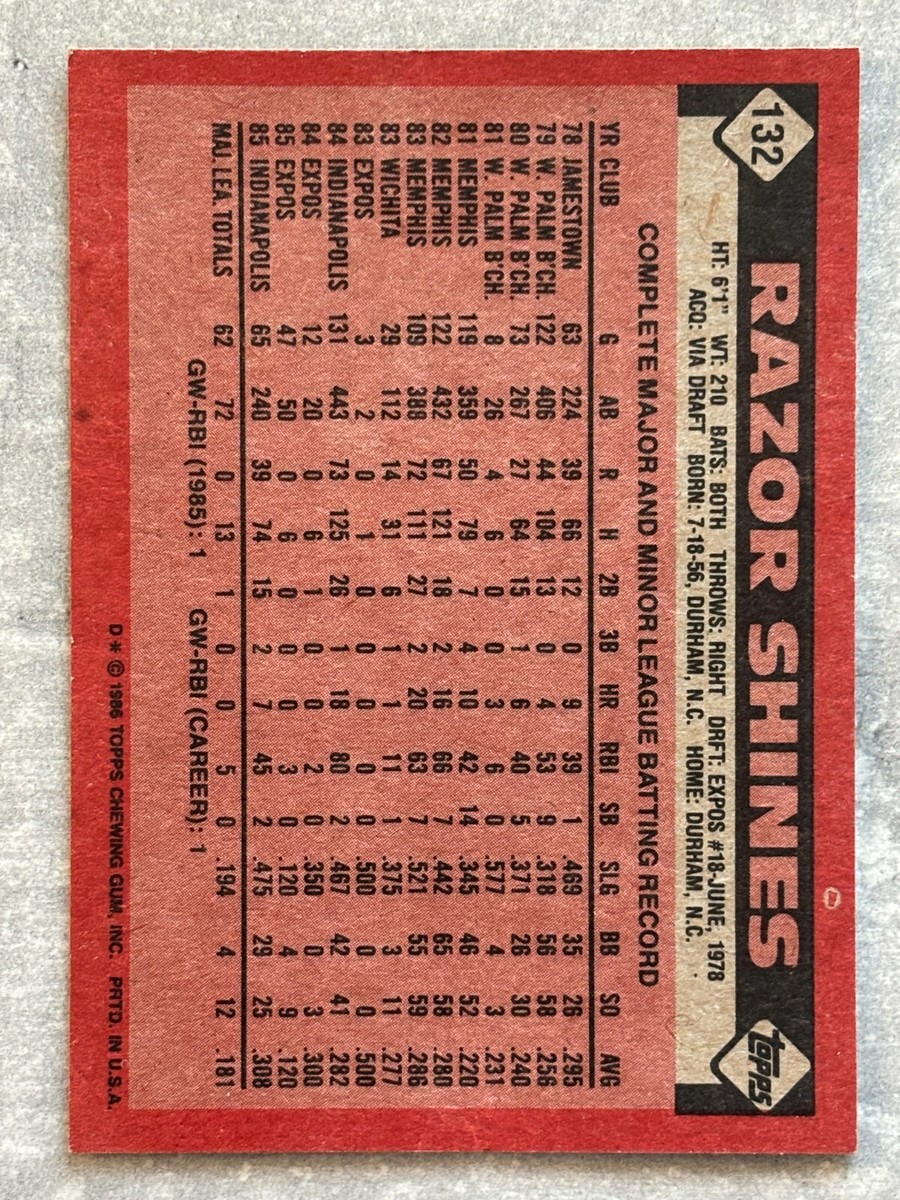 132
RAZOR SHINES
topps
HT: 6'1" WT: 210 BATS: BOTH THROWS: RIGHT DRFT: EXPOS #18-JUNE, 1978
ACQ: VIA DRAFT BORN: 7-18-56, DURHAM, N.C. HOME: DURHAM, N.C.
COMPLETE MAJOR AND MINOR LEAGUE BATTING RECORD
YR CLUB G AB R H 2B 3B HR RBI SB SLG BB SO AVG
78 JAMESTOWN 63 224 39 66 12 0 9 39 1 .469 35 26 .295
79 W. PALM B'CH. 122 406 44 104 13 0 4 53 9 .318 56 58 .256
80 W. PALM B'CH. 73 267 27 64 15 1 6 40 5 .371 26 30 .240
81 W. PALM B'CH. 8 26 4 6 0 0 3 6 0 .577 4 3 .231
81 MEMPHIS 119 359 50 79 7 4 10 42 14 .345 46 52 .220
82 MEMPHIS 122 432 67 121 18 2 16 66 7 .442 65 58 .280
83 MEMPHIS 109 388 72 111 27 2 20 63 7 .521 55 59 .286
83 WICHITA 29 112 14 31 6 1 1 11 1 .375 3 11 .277
83 EXPOS 3 2 0 1 0 0 0 0 0 .500 0 0 .500
84 INDIANAPOLIS 131 443 73 125 26 1 18 80 2 .467 42 41 .282
84 EXPOS 12 20 0 6 1 0 0 2 0 .350 0 3 .300
85 EXPOS 47 50 0 6 0 0 0 3 0 .120 4 9 .120
85 INDIANAPOLIS 65 240 39 74 15 2 7 45 2 .475 29 25 .308
MAJ. LEA. TOTALS 62 72 0 13 1 0 0 5 0 .194 4 12 .181
GW-RBI (1985): 1 GW-RBI (CAREER): 1
D* © 1986 TOPPS CHEWING GUM, INC. PRTD. IN U.S.A.